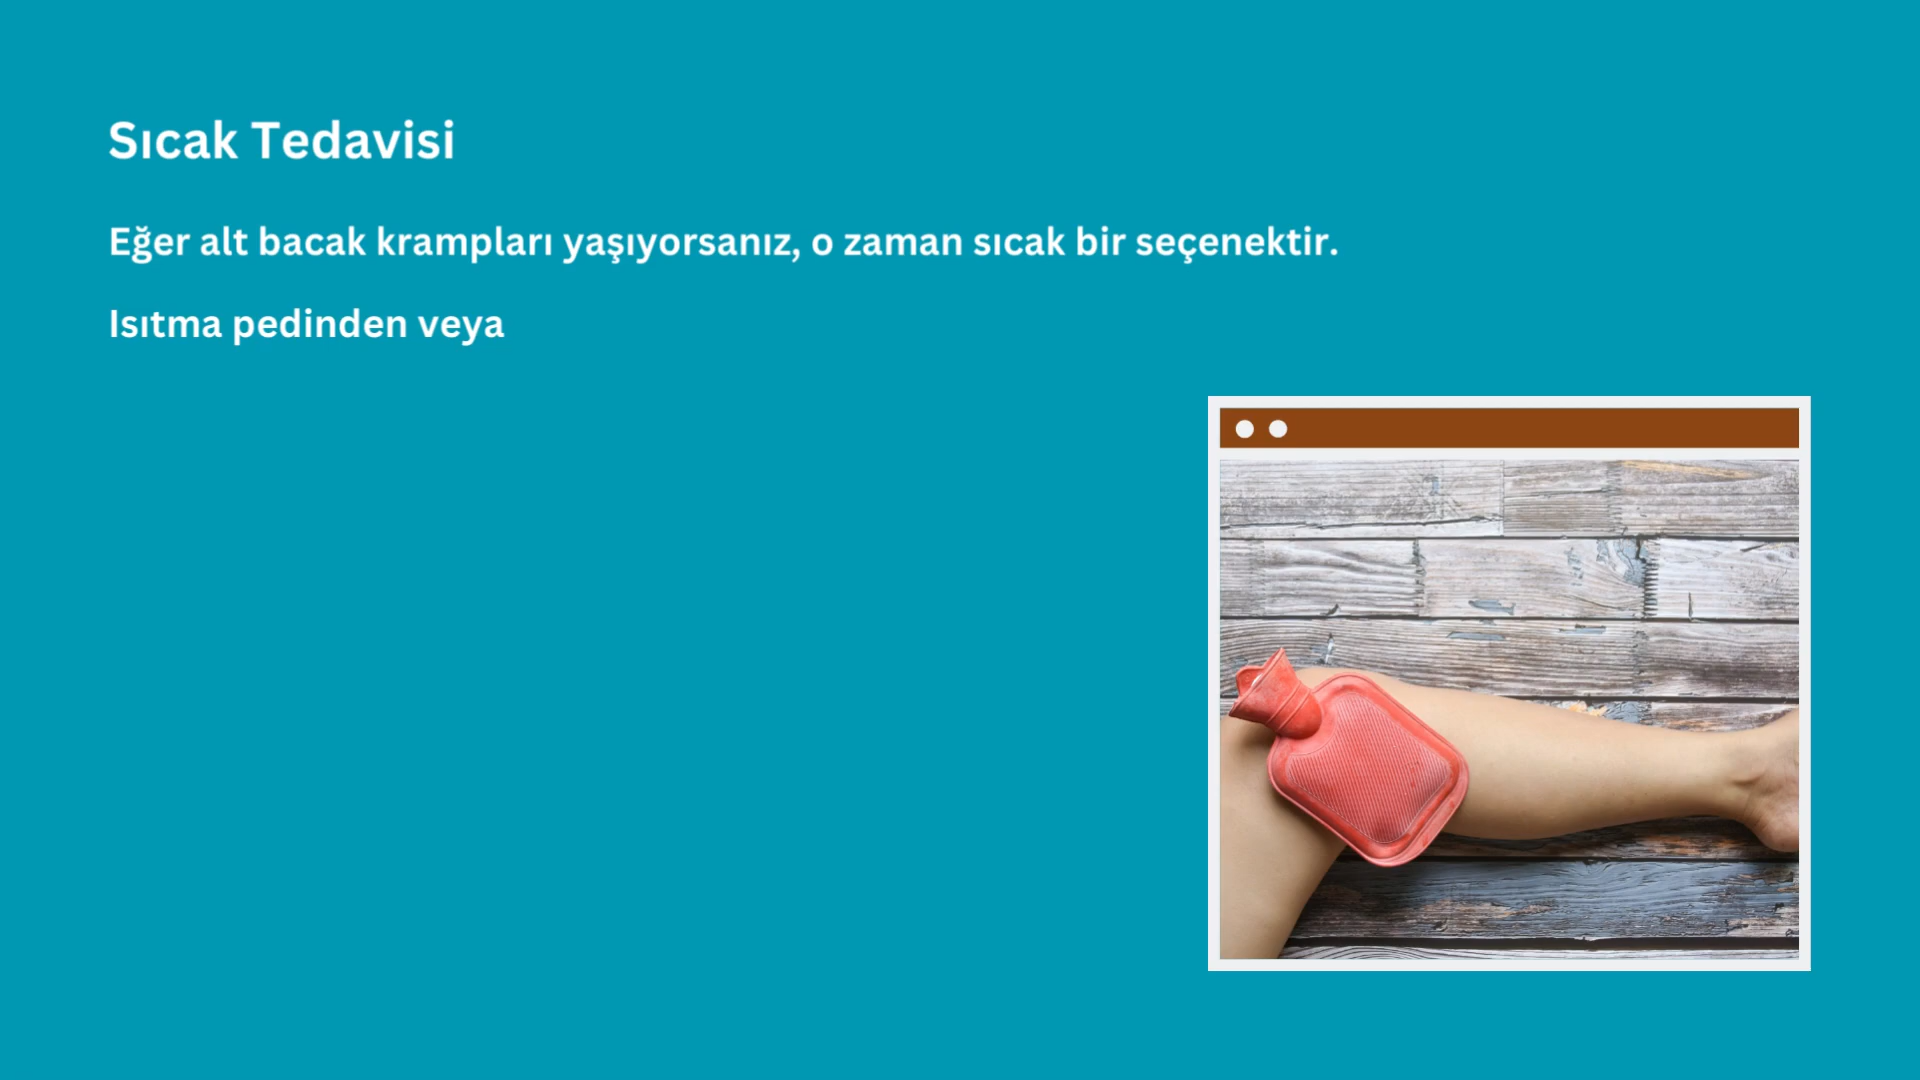 Sıcak Tedavisi
Eğer alt bacak krampları yaşıyorsanız, o zaman sıcak bir seçenektir.
Isıtma pedinden veya